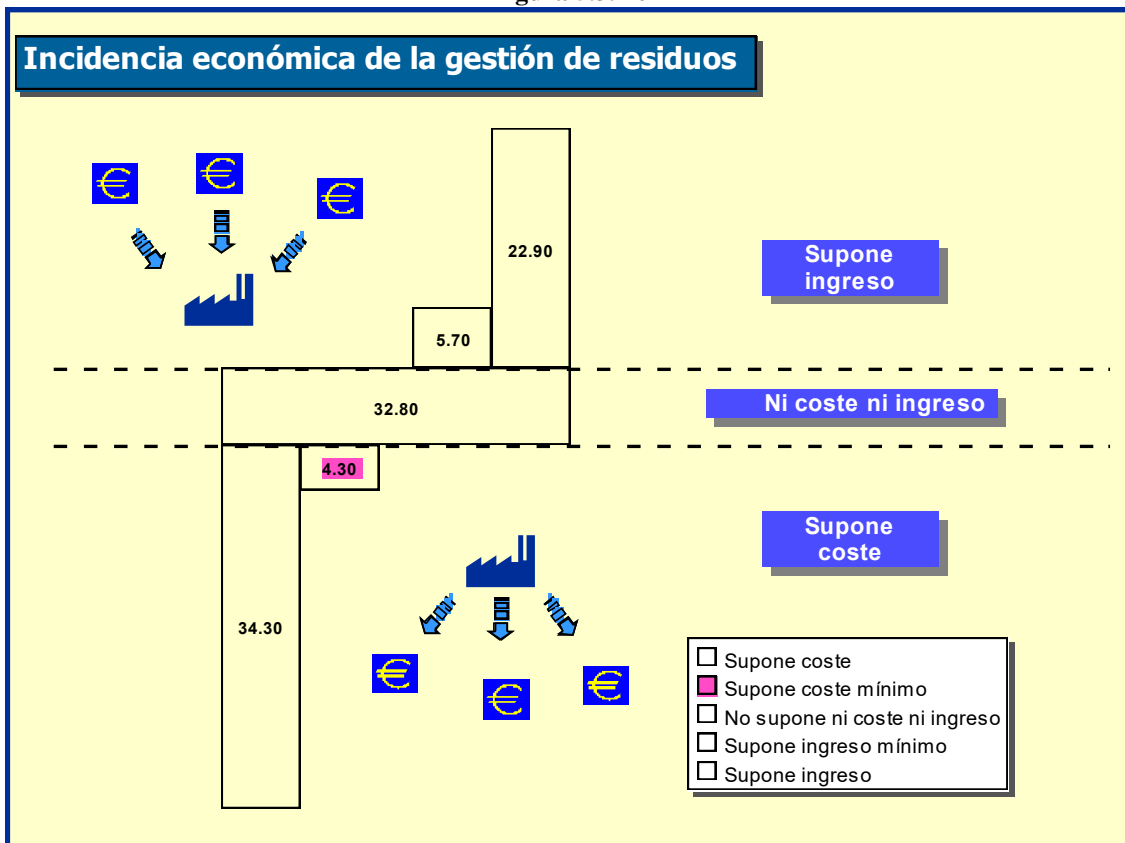 Incidencia económica de la gestión de residuos
€
€
€
22.90
Supone
ingreso
5.70
32.80
Ni coste ni ingreso
4.30
Supone
coste
34.30
€
€
€
Supone coste
Supone coste mínimo
No supone ni coste ni ingreso
Supone ingreso mínimo
Supone ingreso